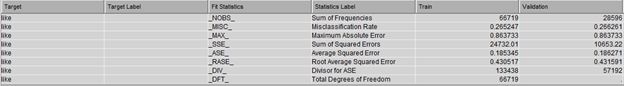 Target Target Label Fit Statistics Statistics Label Train Validation
like _NOBS_ Sum of Frequencies 66719 28596
like _MISC_ Misclassification Rate 0.265247 0.266261
like _MAX_ Maximum Absolute Error 0.863733 0.863733
like _SSE_ Sum of Squared Errors 24732.01 10653.22
like _ASE_ Average Squared Error 0.185345 0.186271
like _RASE_ Root Average Squared Error 0.430517 0.431591
like _DIV_ Divisor for ASE 133438 57192
like _DFT_ Total Degrees of Freedom 66719 .